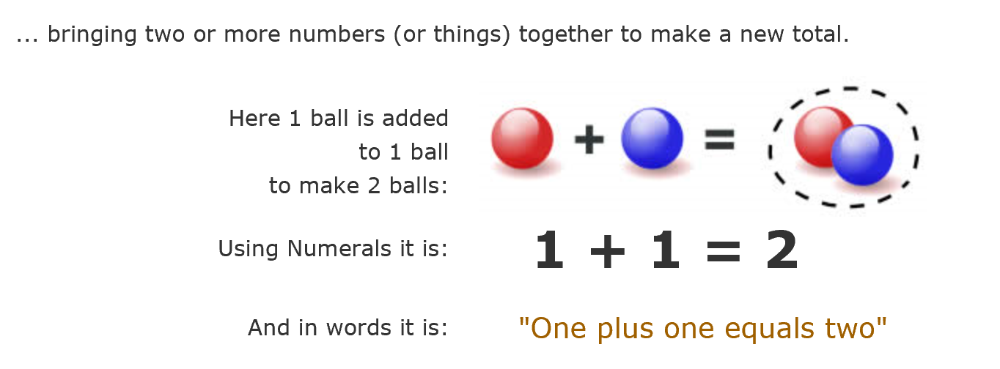 ... bringing two or more numbers (or things) together to make a new total.
Here 1 ball is added
to 1 ball
to make 2 balls:
+ =
Using Numerals it is:
1 + 1 = 2
And in words it is:
"One plus one equals two"